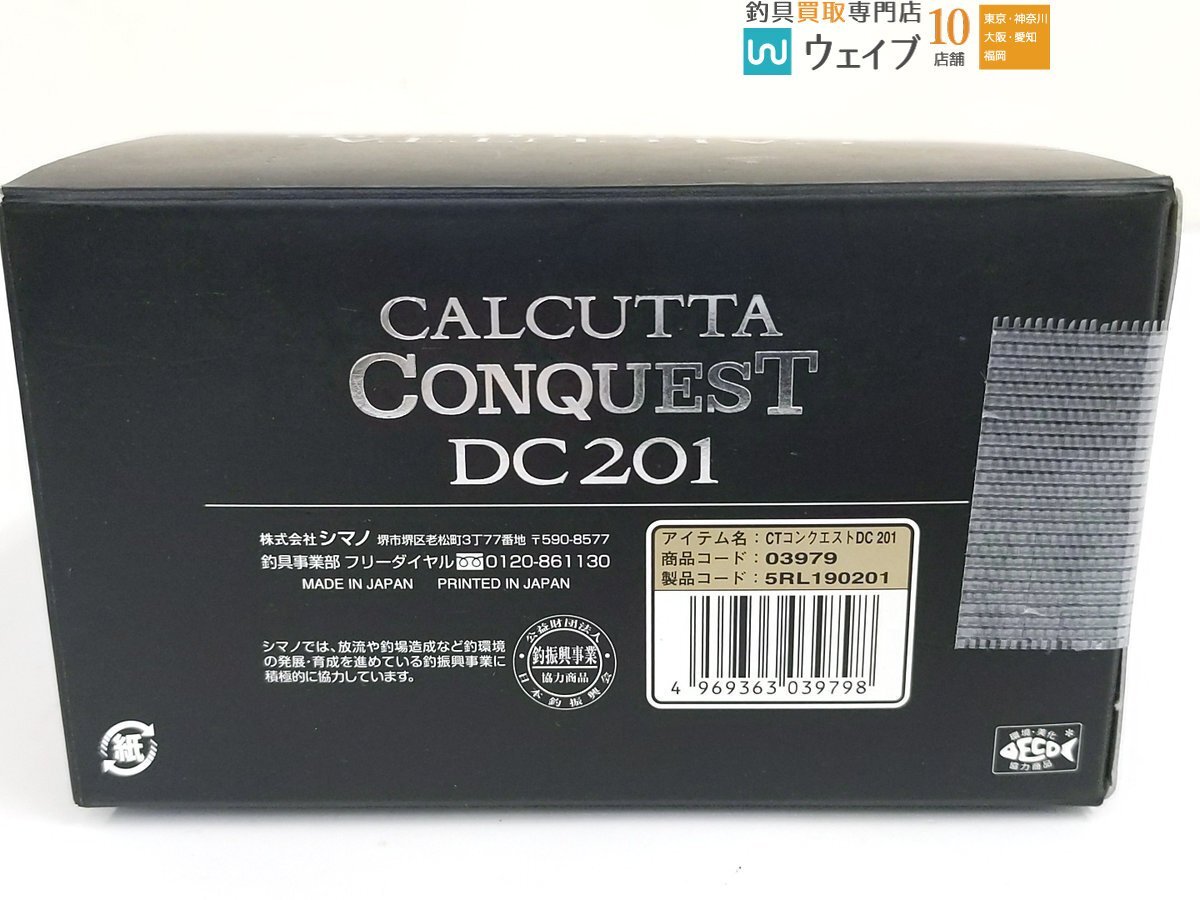 釣具買取専門店
ウェイブ
10
店舗
東京・神奈川
大阪・愛知
福岡
CALCUTTA
CONQUEST
DC 201
株式会社 シマノ 堺市堺区老松町3丁77番地 〒590-8577
釣具事業部 フリーダイヤル 0120-861130
MADE IN JAPAN PRINTED IN JAPAN
シマノでは、放流や釣場造成など釣環境
の発展・育成を進めている釣振興事業に
積極的に協力しています。
公益財団法人
釣振興事業
協力商品
日本釣振興会
アイテム名：CTコンクエストDC 201
商品コード：03979
製品コード：5RL190201
4 969363 039798
紙
環境・美化
ECO
協力商品